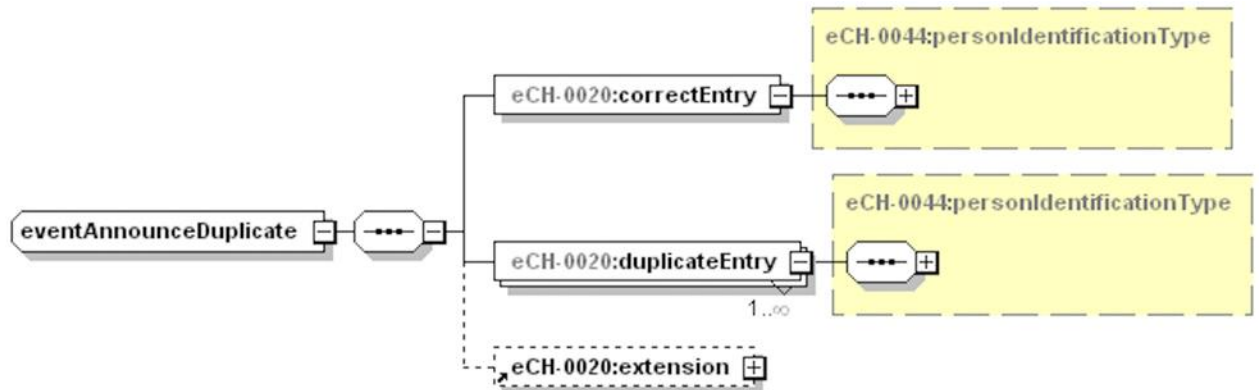 eCH-0044:personIdentificationType
eCH-0020:correctEntry
eCH-0044:personIdentificationType
eventAnnounceDuplicate
eCH-0020:duplicateEntry
1..∞
eCH-0020:extension